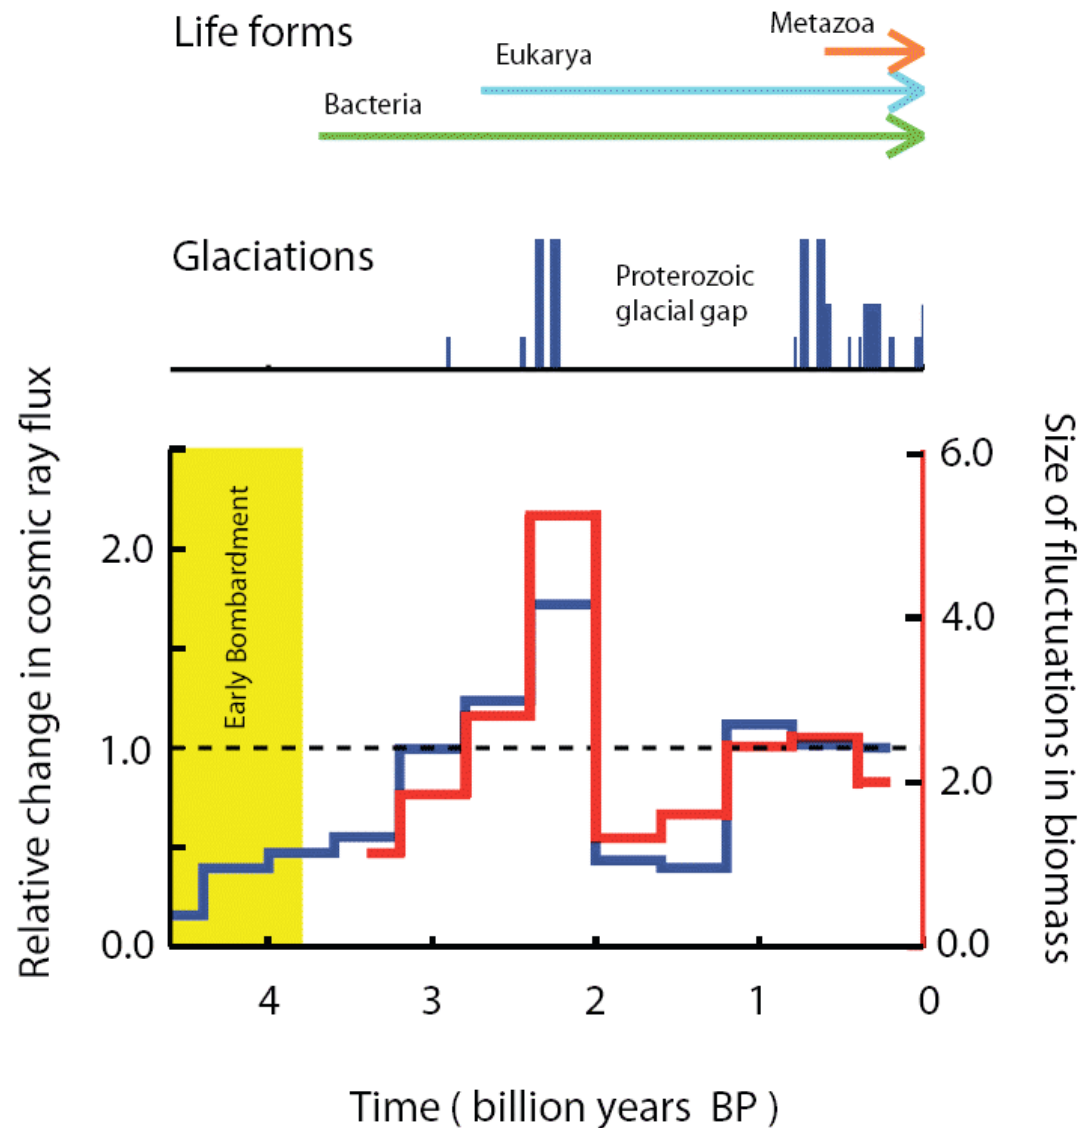 Life forms
Metazoa
Eukarya
Bacteria
Glaciations
Proterozoic
glacial gap
Relative change in cosmic ray flux
Size of fluctuations in biomass
Early Bombardment
2.0
1.0
0.0
6.0
4.0
2.0
0.0
4
3
2
1
0
Time ( billion years BP )